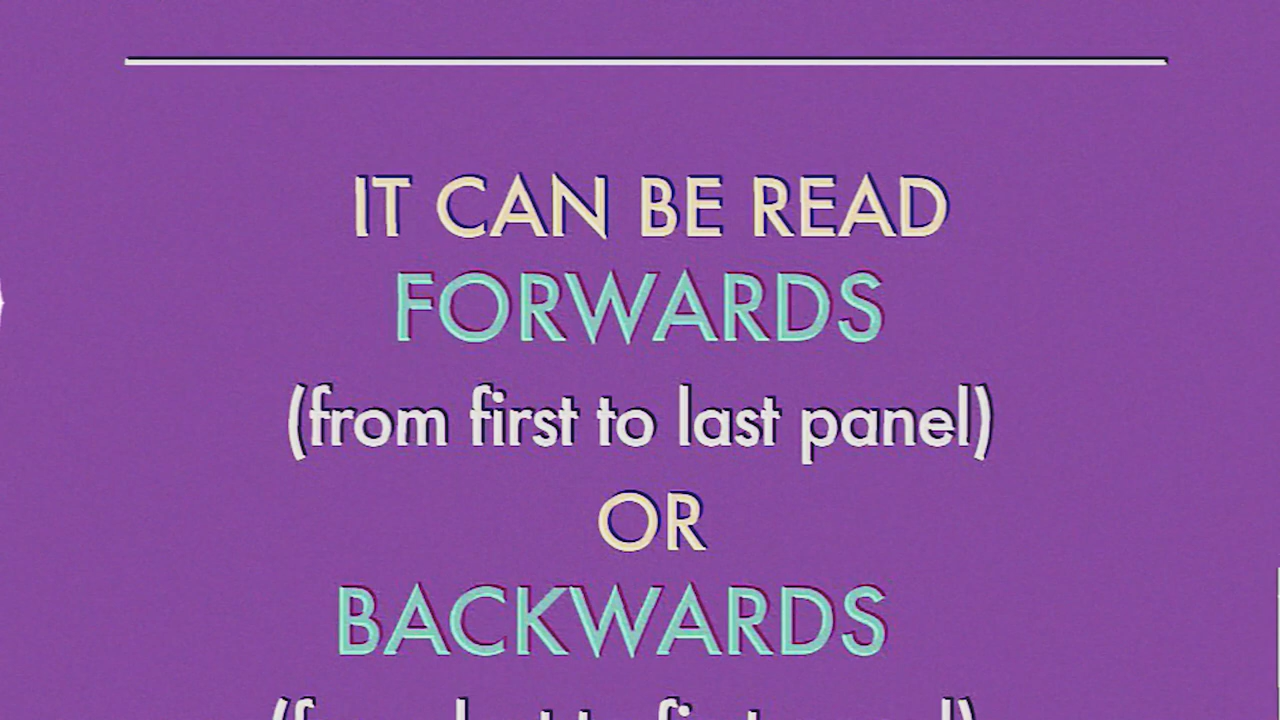 IT CAN BE READ
FORWARDS
(from first to last panel)
OR
BACKWARDS